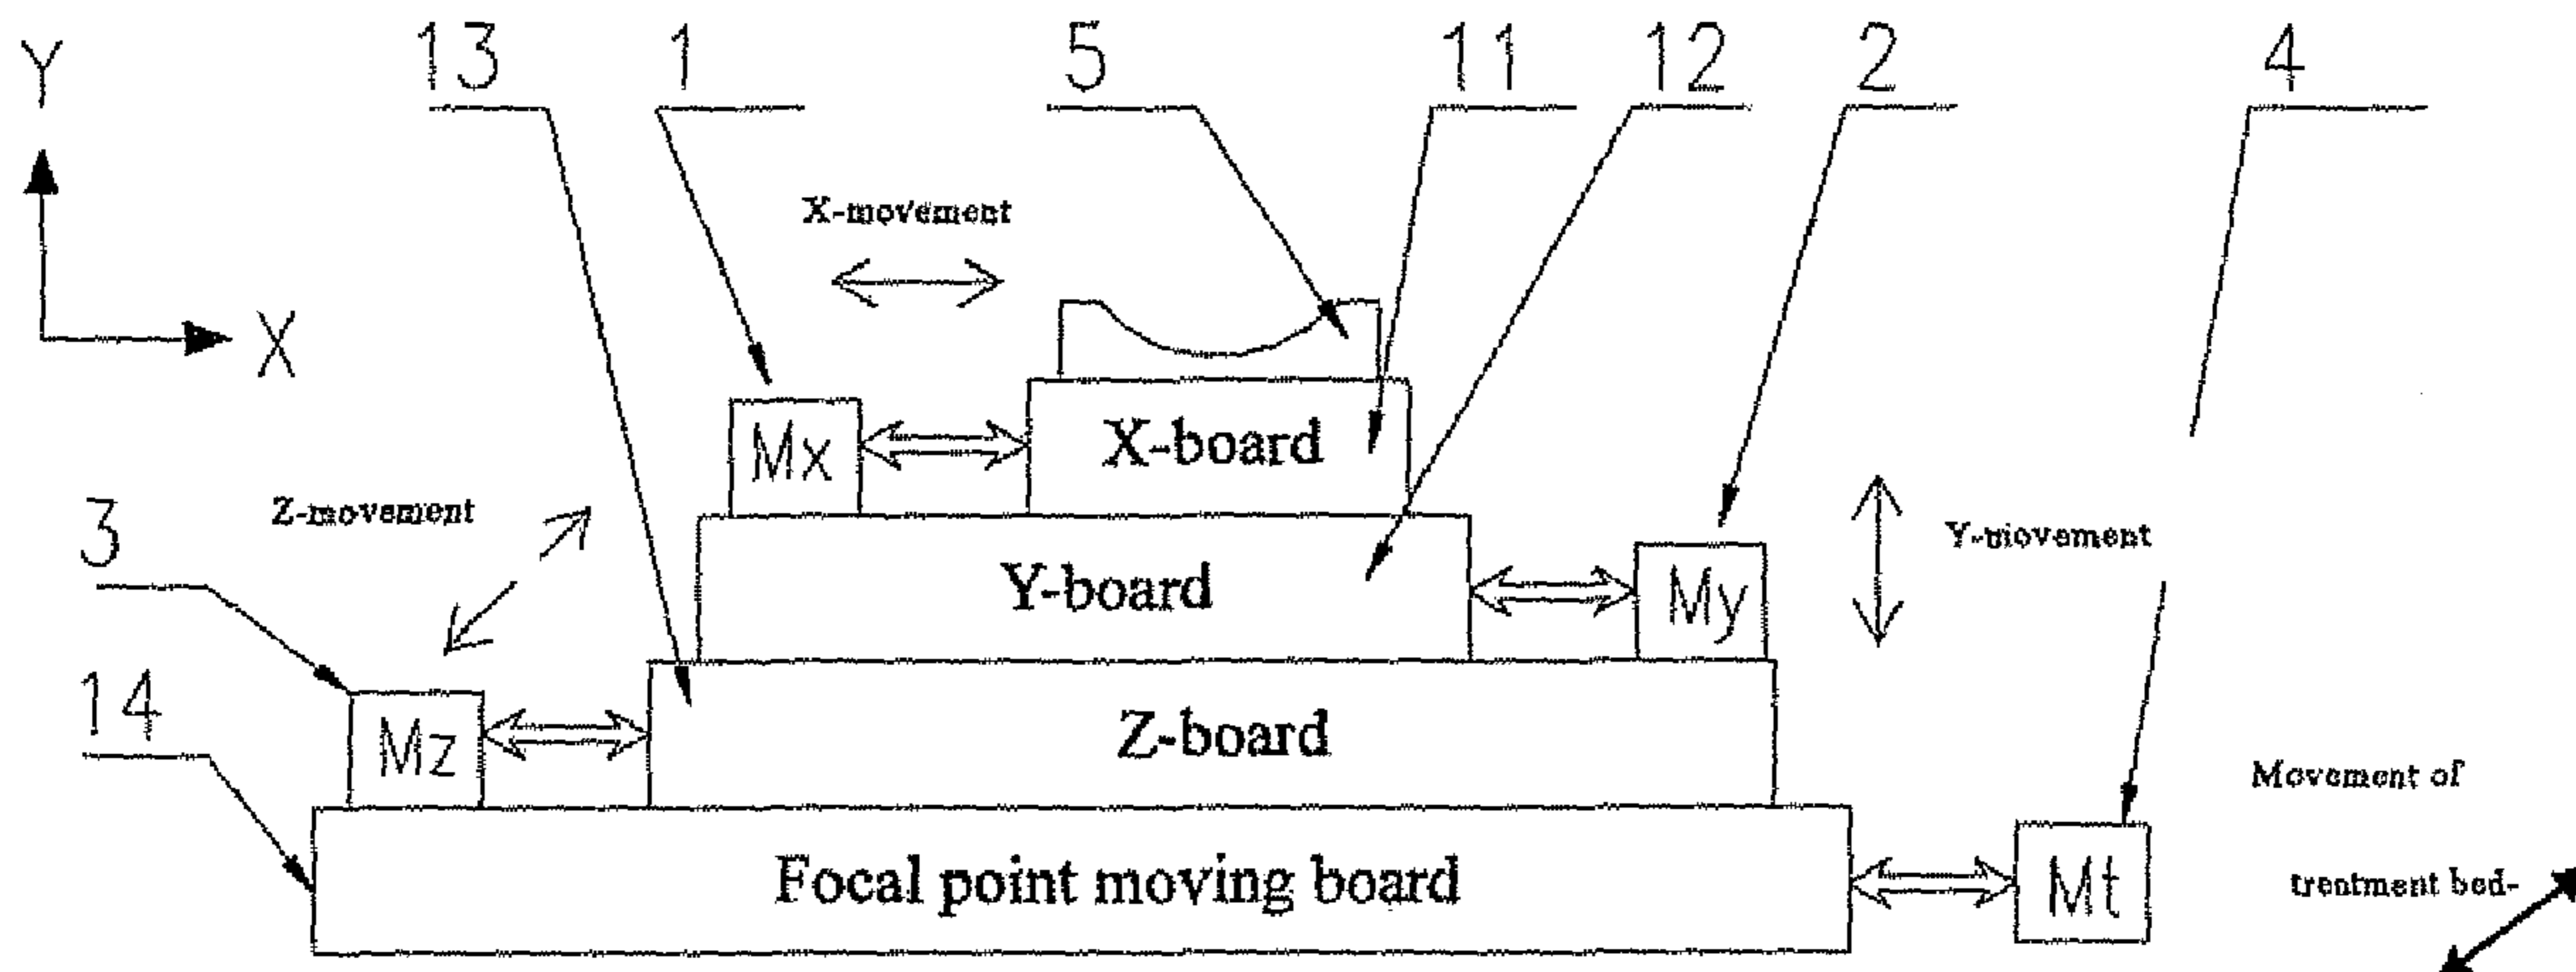 13 1 5 11 12 2 4
Y
X-movement
X
X-board
Mx
Z-movement
3
Y-movement
Y-board
My
14
Z-board
Mz
Movement of
Focal point moving board
treatment bed-
Mt